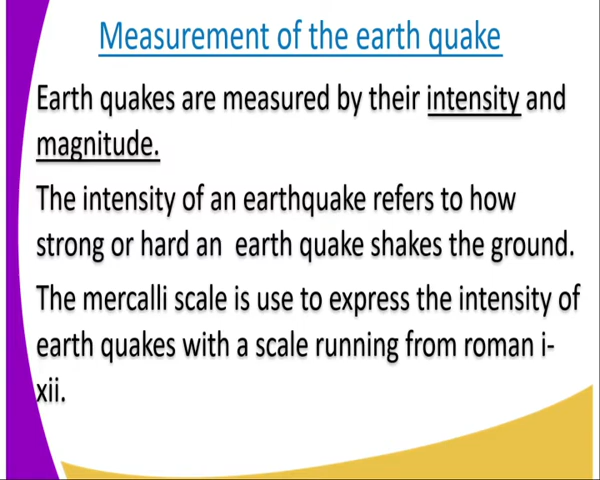 Measurement of the earth quake
Earth quakes are measured by their intensity and
magnitude.
The intensity of an earthquake refers to how
strong or hard an earth quake shakes the ground.
The mercalli scale is use to express the intensity of
earth quakes with a scale running from roman i-
xii.